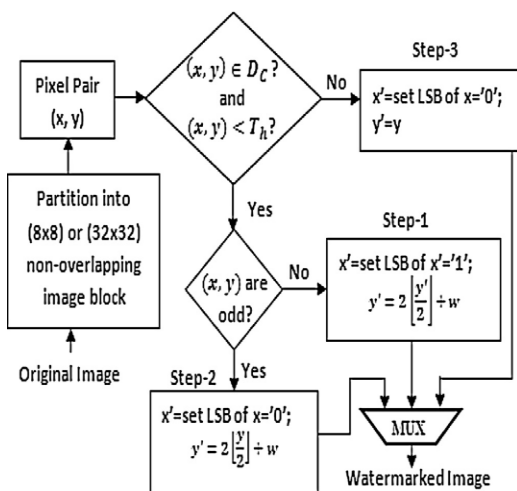 Step-3
(x, y) ∈ D_C?
and
(x, y) < T_h?
No
Pixel Pair
(x, y)
x'=set LSB of x='0';
y'=y
Partition into
(8x8) or (32x32)
non-overlapping
image block
Yes
Step-1
(x, y) are
odd?
No
x'=set LSB of x'='1';
y' = 2⌊y'/2⌋ ÷ w
Original Image
Step-2
Yes
x'=set LSB of x='0';
y' = 2⌊y/2⌋ ÷ w
MUX
Watermarked Image